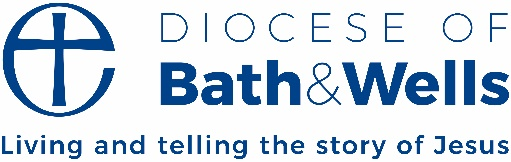 DIOCESE OF
Bath&Wells
Living and telling the story of Jesus